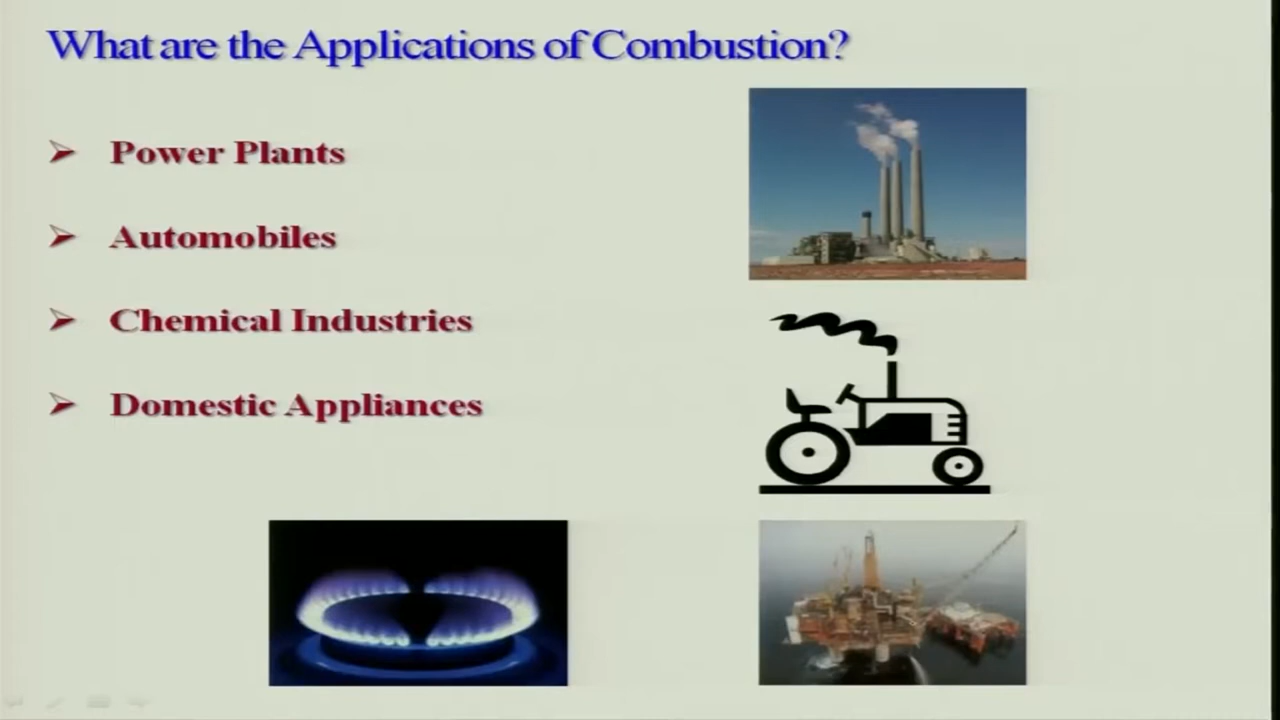 What are the Applications of Combustion?
Power Plants
Automobiles
Chemical Industries
Domestic Appliances